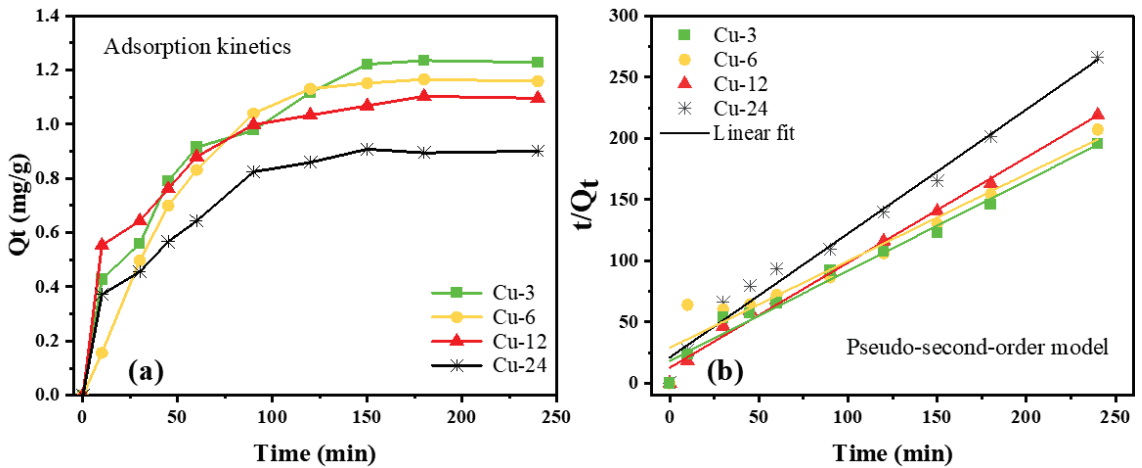 1.4
1.2
1.0
0.8
0.6
0.4
0.2
0.0
Qt (mg/g)
Adsorption kinetics
Cu-3
Cu-6
Cu-12
Cu-24
(a)
0
50
100
150
200
250
Time (min)
300
250
200
150
100
50
0
t/Qt
Cu-3
Cu-6
Cu-12
Cu-24
Linear fit
Pseudo-second-order model
(b)
0
50
100
150
200
250
Time (min)